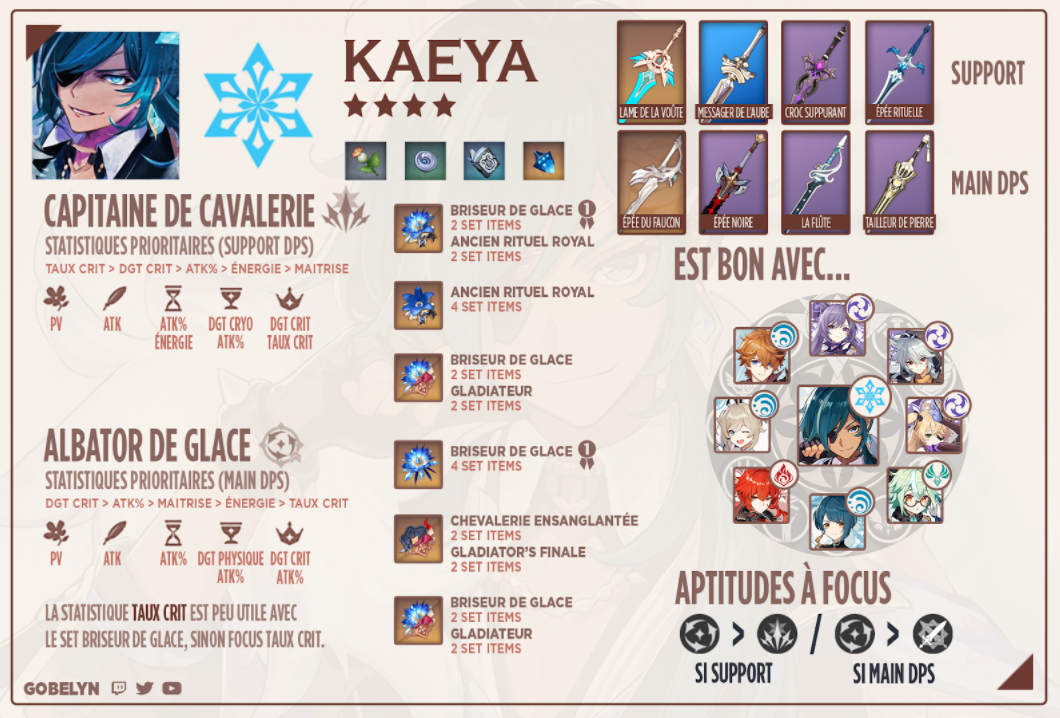 KAEYA
CAPITAINE DE CAVALERIE
STATISTIQUES PRIORITAIRES (SUPPORT DPS)
TAUX CRIT > DGT CRIT > ATK% > ÉNERGIE > MAITRISE
PV
ATK
ATK%
ÉNERGIE
DGT CRYO
ATK%
DGT CRIT
TAUX CRIT
BRISEUR DE GLACE 1
2 SET ITEMS
ANCIEN RITUEL ROYAL
2 SET ITEMS
ANCIEN RITUEL ROYAL
4 SET ITEMS
BRISEUR DE GLACE
2 SET ITEMS
GLADIATEUR
2 SET ITEMS
ALBATOR DE GLACE
STATISTIQUES PRIORITAIRES (MAIN DPS)
DGT CRIT > ATK% > MAITRISE > ÉNERGIE > TAUX CRIT
PV
ATK
ATK%
DGT PHYSIQUE
ATK%
DGT CRIT
ATK%
LA STATISTIQUE TAUX CRIT EST PEU UTILE AVEC
LE SET BRISEUR DE GLACE, SINON FOCUS TAUX CRIT.
BRISEUR DE GLACE 1
4 SET ITEMS
CHEVALERIE ENSANGLANTÉE
2 SET ITEMS
GLADIATOR'S FINALE
2 SET ITEMS
BRISEUR DE GLACE
2 SET ITEMS
GLADIATEUR
2 SET ITEMS
GOBELYN
LAME DE LA VOÛTE
MESSAGER DE L'AUBE
CROC SUPPURANT
ÉPÉE RITUELLE
SUPPORT
ÉPÉE DU FAUCON
ÉPÉE NOIRE
LA FLÛTE
TAILLEUR DE PIERRE
MAIN DPS
EST BON AVEC...
APTITUDES À FOCUS
> / >
SI SUPPORT
SI MAIN DPS